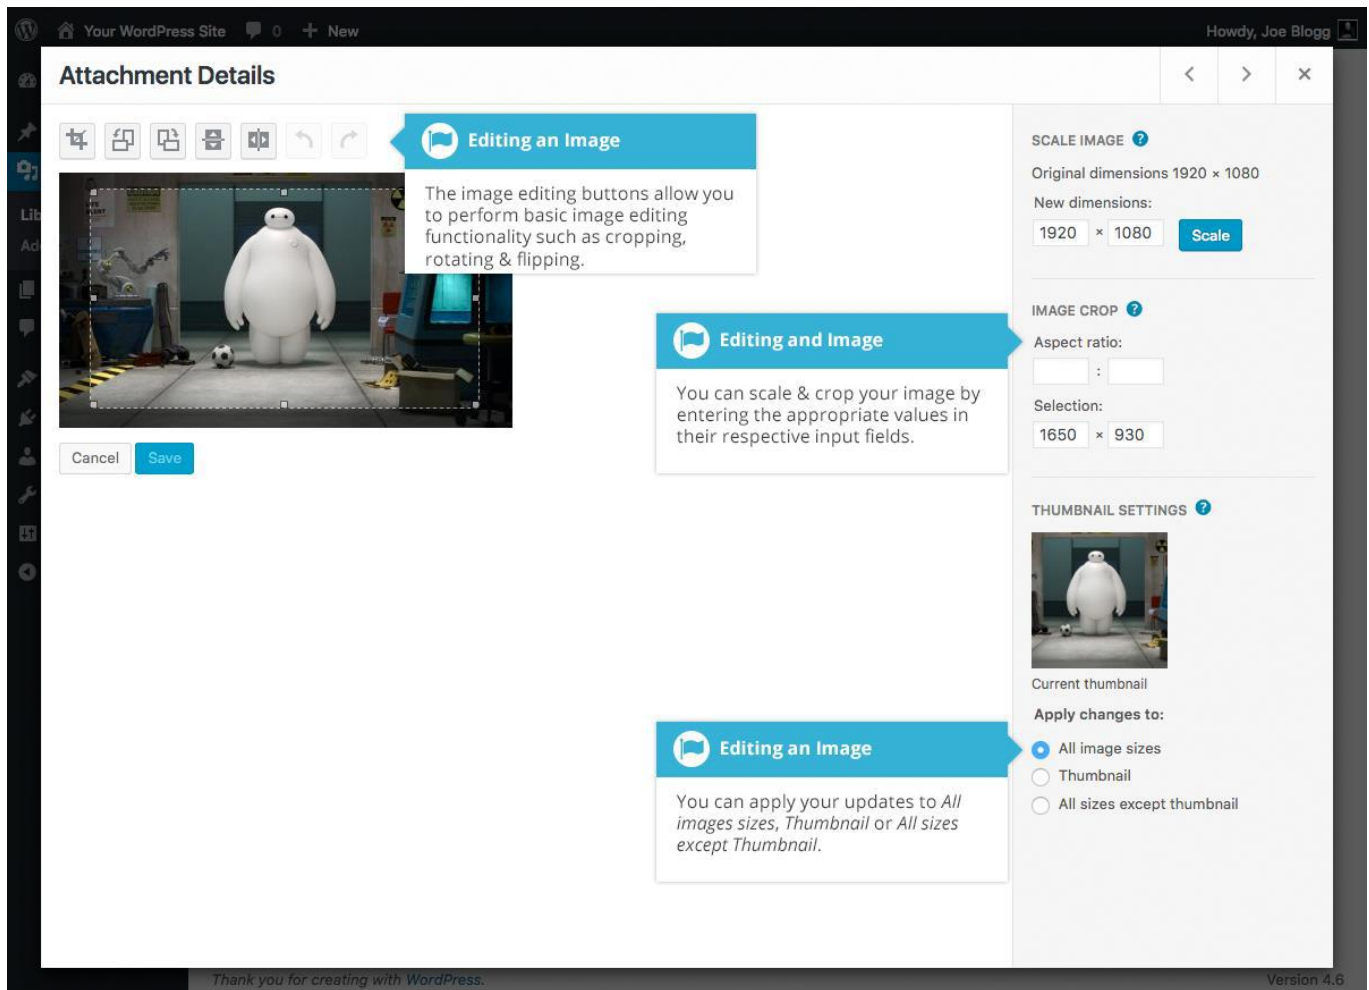 Your WordPress Site 0 New
Howdy, Joe Blogg
Attachment Details
Lib
Ad
Editing an Image
The image editing buttons allow you
to perform basic image editing
functionality such as cropping,
rotating & flipping.
Cancel Save
Editing and Image
You can scale & crop your image by
entering the appropriate values in
their respective input fields.
Editing an Image
You can apply your updates to All
images sizes, Thumbnail or All sizes
except Thumbnail.
SCALE IMAGE ?
Original dimensions 1920 × 1080
New dimensions:
1920 × 1080 Scale
IMAGE CROP ?
Aspect ratio:
:
Selection:
1650 × 930
THUMBNAIL SETTINGS ?
Current thumbnail
Apply changes to:
All image sizes
Thumbnail
All sizes except thumbnail
Thank you for creating with WordPress.
Version 4.6